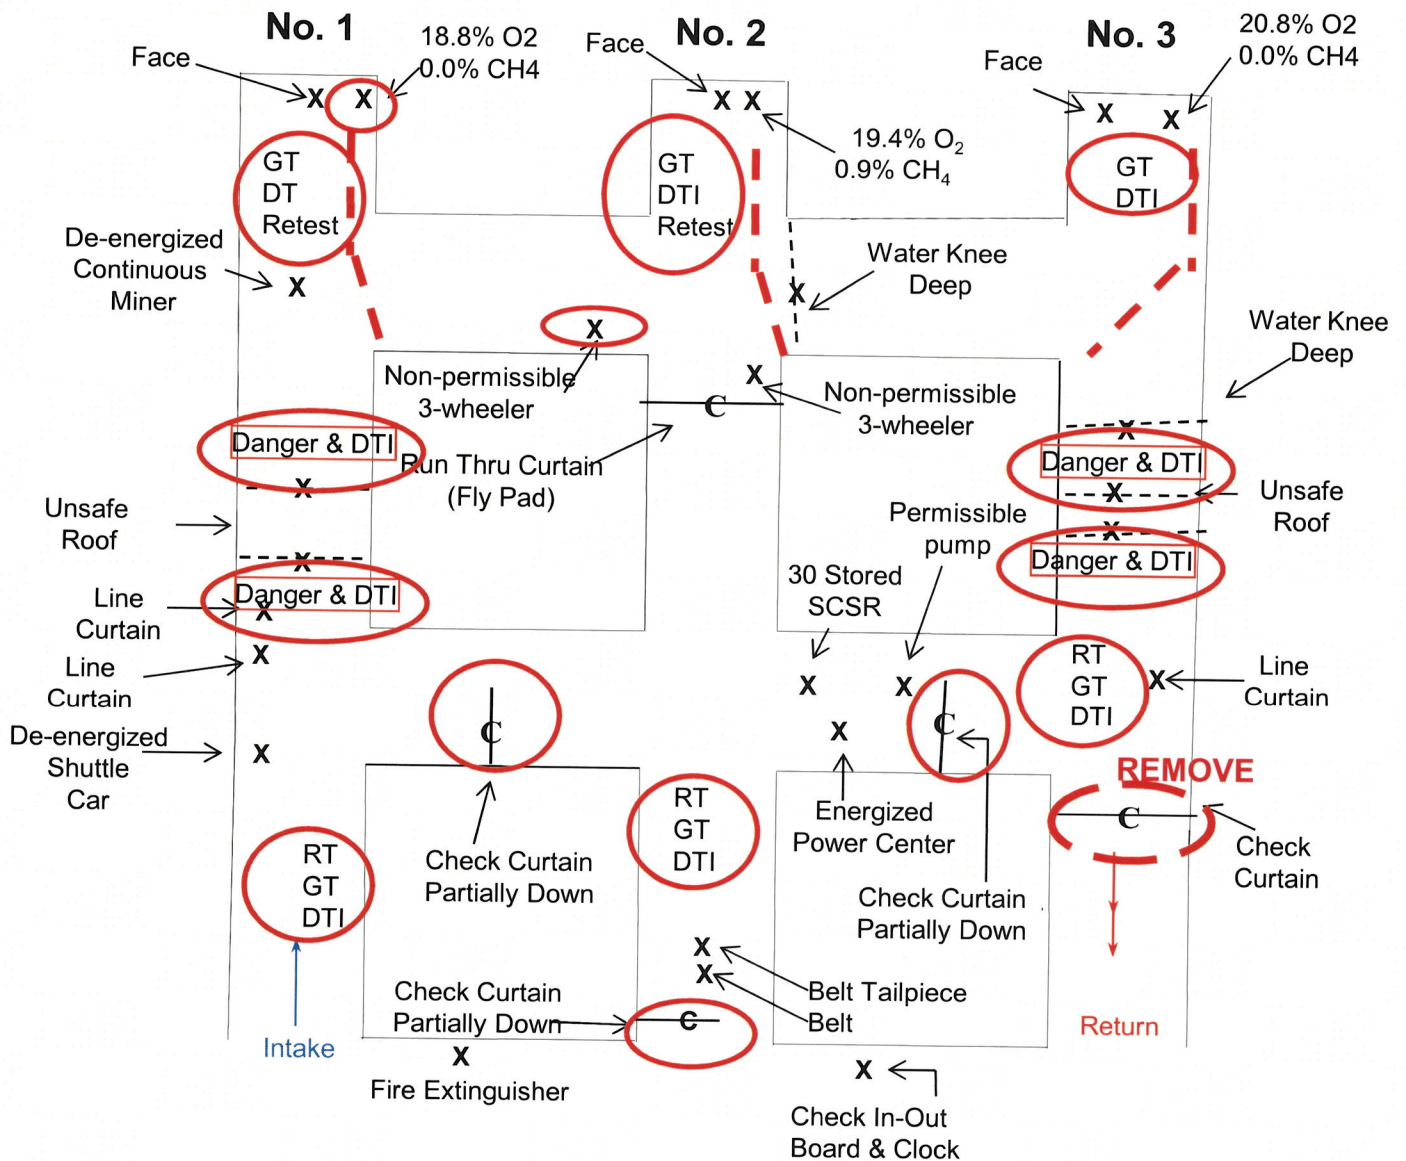 No. 1
18.8% O2
0.0% CH4
Face
X
X
GT
DT
Retest
De-energized
Continuous
Miner
X
No. 2
Face
X
X
19.4% O2
0.9% CH4
GT
DTI
Retest
Water Knee
Deep
X
No. 3
20.8% O2
0.0% CH4
Face
X
X
GT
DTI
Water Knee
Deep
X
Non-permissible
3-wheeler
X
Non-permissible
3-wheeler
C
Run Thru Curtain
(Fly Pad)
Danger & DTI
X
Unsafe
Roof
X
Danger & DTI
Line
Curtain
X
Line
Curtain
X
De-energized
Shuttle
Car
X
X
Danger & DTI
X
Unsafe
Roof
X
Danger & DTI
Permissible
pump
30 Stored
SCSR
X
X
X
C
RT
GT
DTI
X
Line
Curtain
C
Check Curtain
Partially Down
RT
GT
DTI
Energized
Power Center
Check Curtain
Partially Down
REMOVE
C
Check
Curtain
RT
GT
DTI
Intake
X
X
Belt Tailpiece
Belt
Check Curtain
Partially Down
C
Return
X
Fire Extinguisher
X
Check In-Out
Board & Clock